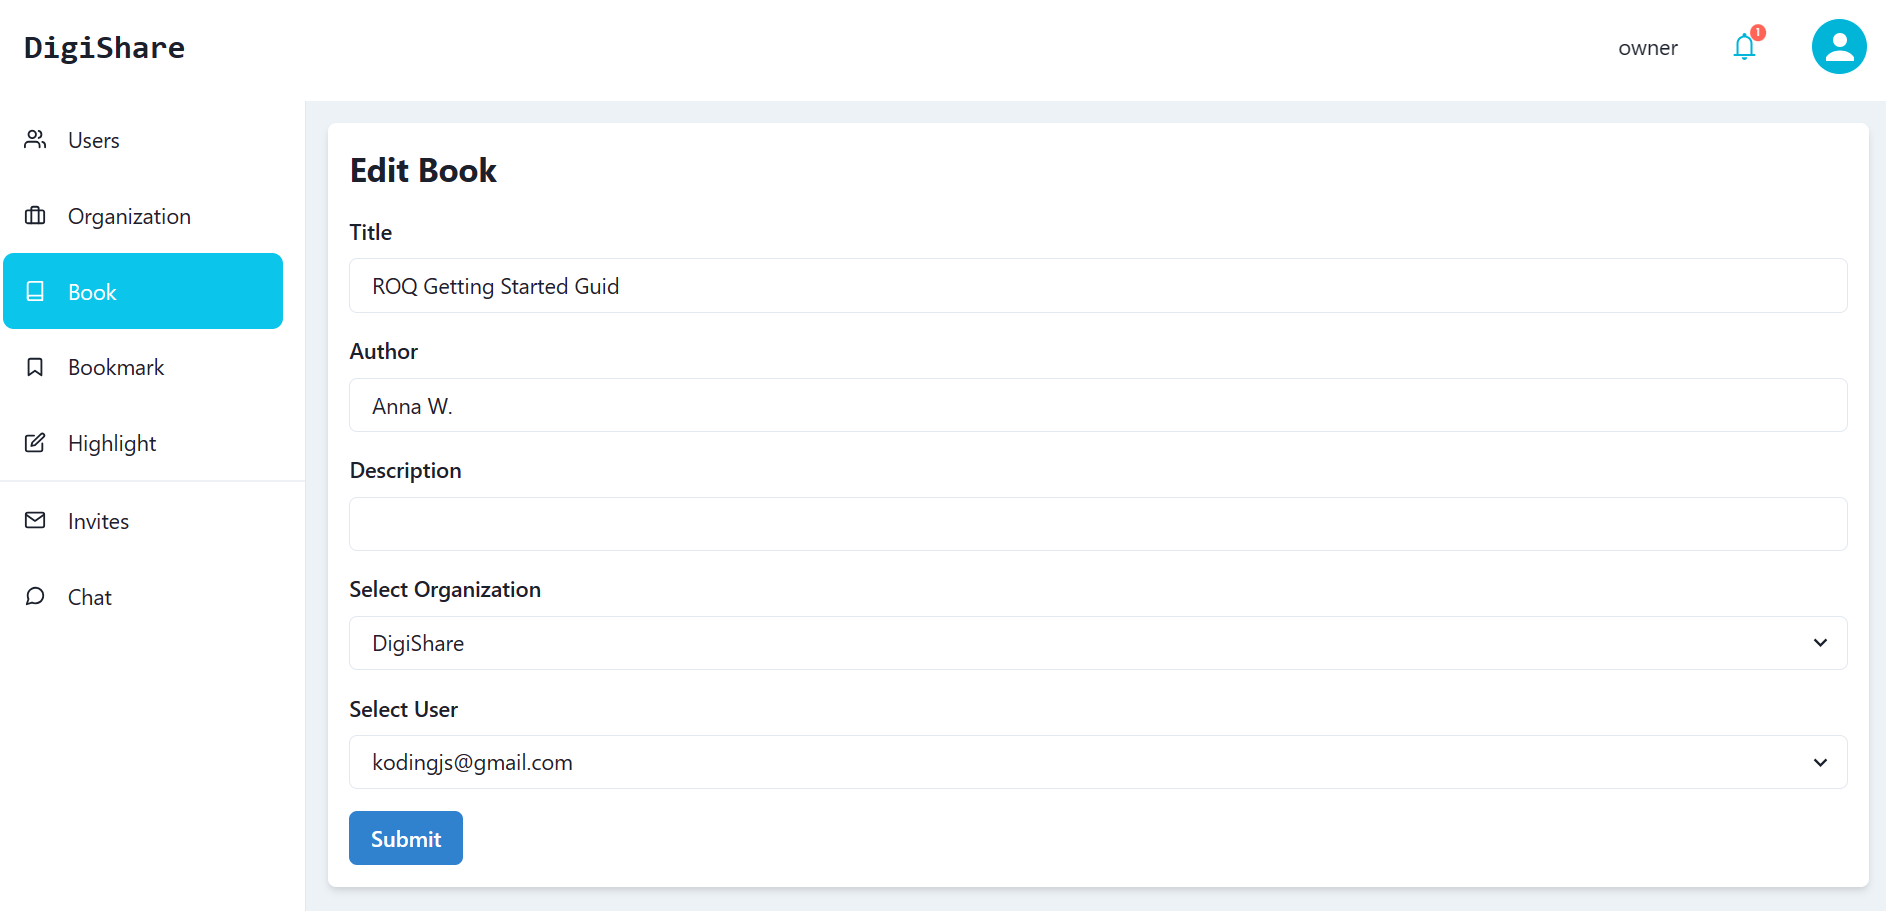 DigiShare
owner
1
Users
Organization
Book
Bookmark
Highlight
Invites
Chat
Edit Book
Title
ROQ Getting Started Guid
Author
Anna W.
Description
Select Organization
DigiShare
Select User
kodingjs@gmail.com
Submit